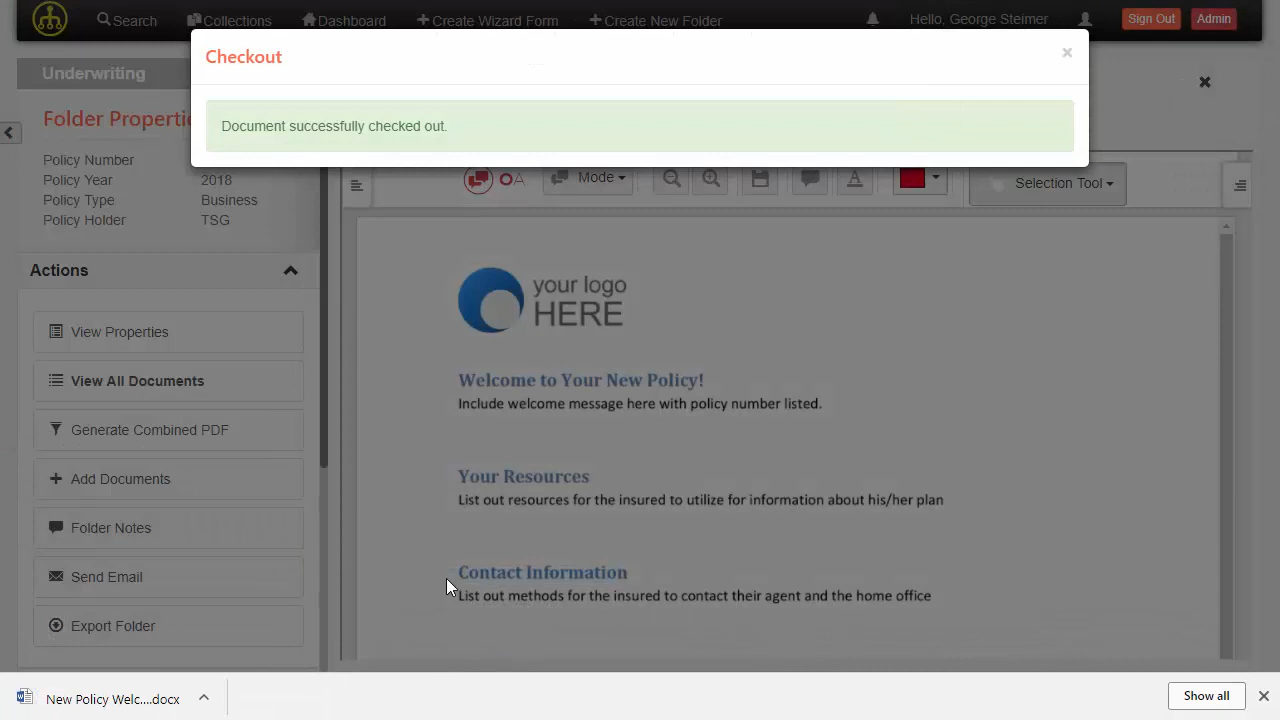 Search
Collections
Dashboard
Create Wizard Form
Create New Folder
Hello, George Steimer
Sign Out
Admin
Checkout
×
Document successfully checked out.
Underwriting
Folder Properti
Policy Number
Policy Year 2018
Policy Type Business
Policy Holder TSG
Actions
View Properties
View All Documents
Generate Combined PDF
Add Documents
Folder Notes
Send Email
Export Folder
OA
Mode
A
Selection Tool
your logo
HERE
Welcome to Your New Policy!
Include welcome message here with policy number listed.
Your Resources
List out resources for the insured to utilize for information about his/her plan
Contact Information
List out methods for the insured to contact their agent and the home office
New Policy Welc....docx
Show all